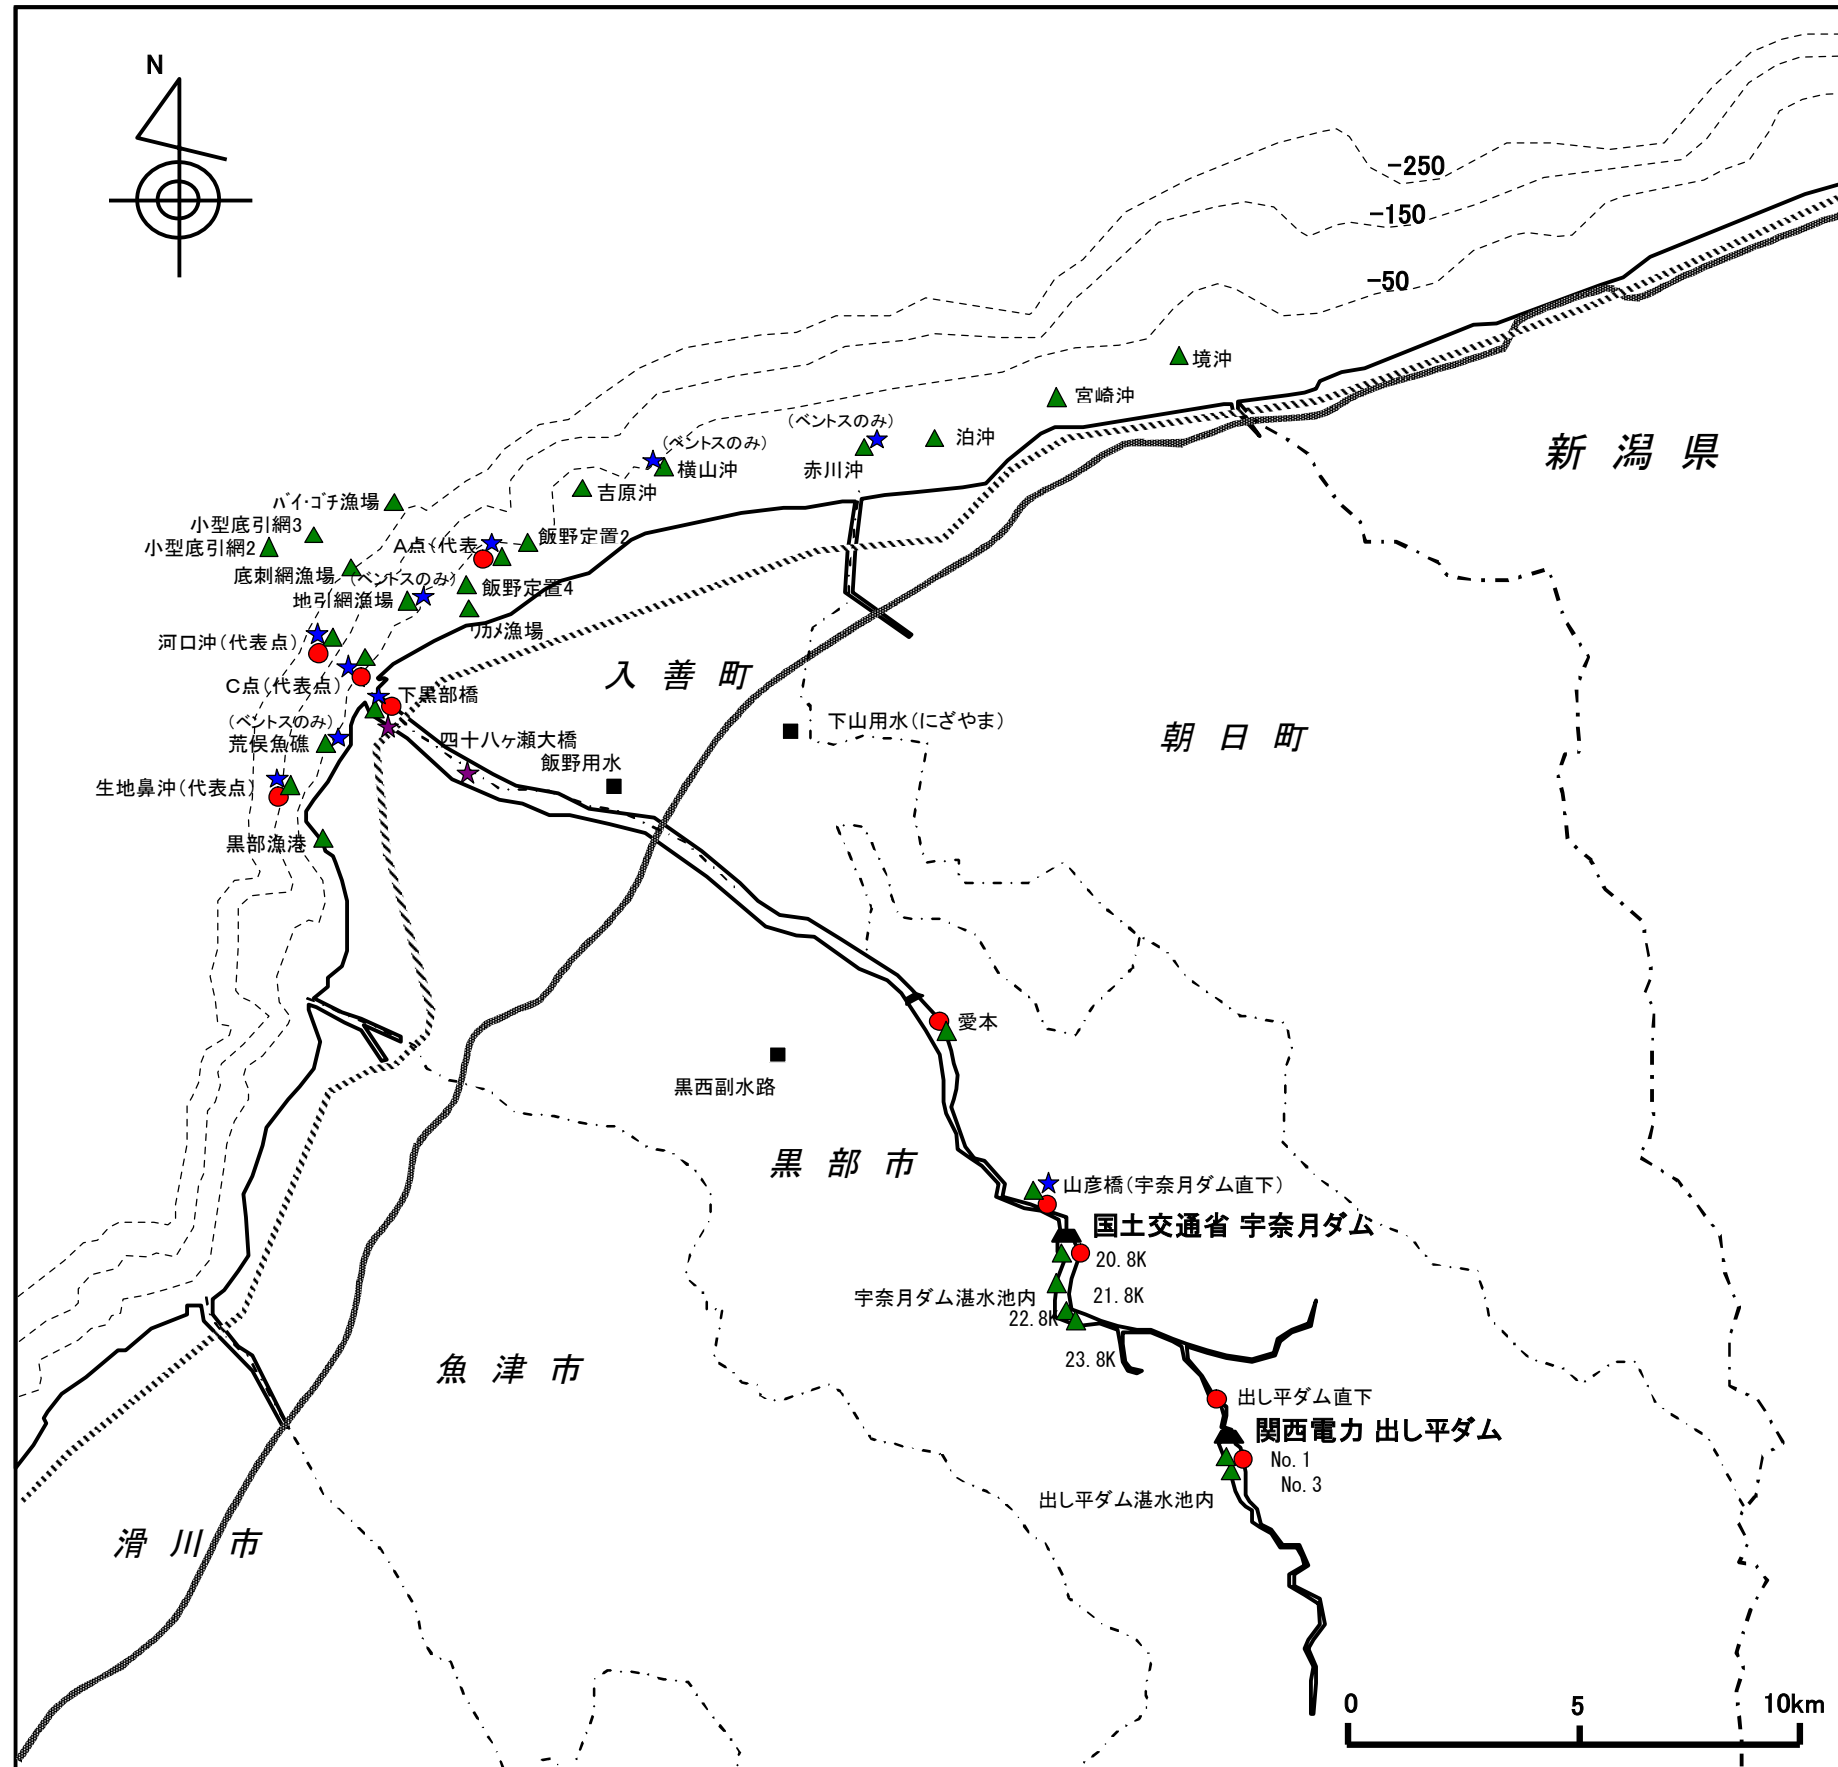 N
-250
-150
-50
境沖
宮崎沖
(ベントスのみ)
泊沖
赤川沖
新潟県
(ベントスのみ)
横山沖
吉原沖
バイ・ゴチ漁場
小型底引網3
小型底引網2
A点(代表
飯野定置2
底刺網漁場
(ベントスのみ)
飯野定置4
地引網漁場
ワカメ漁場
河口沖(代表点)
入善町
C点(代表点)
下黒部橋
(ベントスのみ)
荒俣魚礁
四十八ヶ瀬大橋
下山用水(にざやま)
朝日町
飯野用水
生地鼻沖(代表点)
黒部漁港
愛本
黒西副水路
黒部市
山彦橋(宇奈月ダム直下)
国土交通省 宇奈月ダム
20.8K
宇奈月ダム湛水池内
21.8K
22.8K
23.8K
魚津市
出し平ダム直下
関西電力 出し平ダム
No.1
No.3
出し平ダム湛水池内
滑川市
0 5 10km